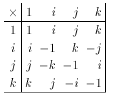 × 1 i j k
1 1 i j k
i i -1 k -j
j j -k -1 i
k k j -i -1